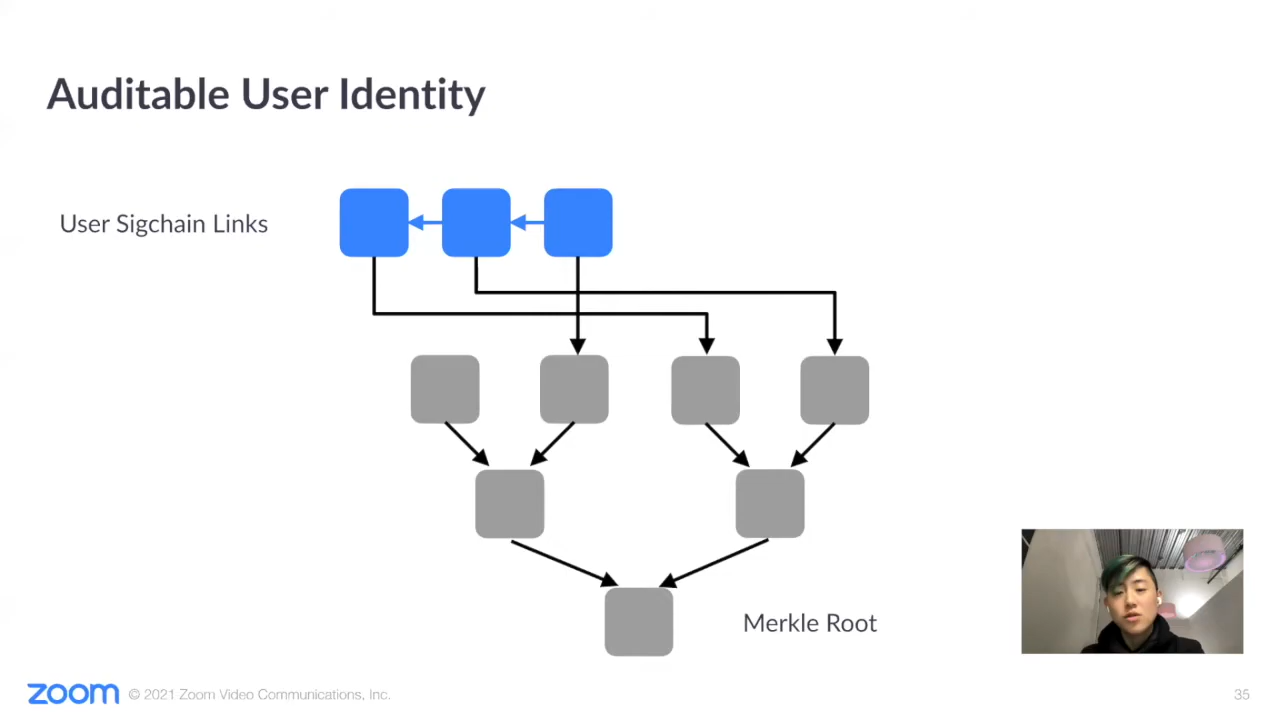 Auditable User Identity
User Sigchain Links
Merkle Root
zoom © 2021 Zoom Video Communications, Inc.
35